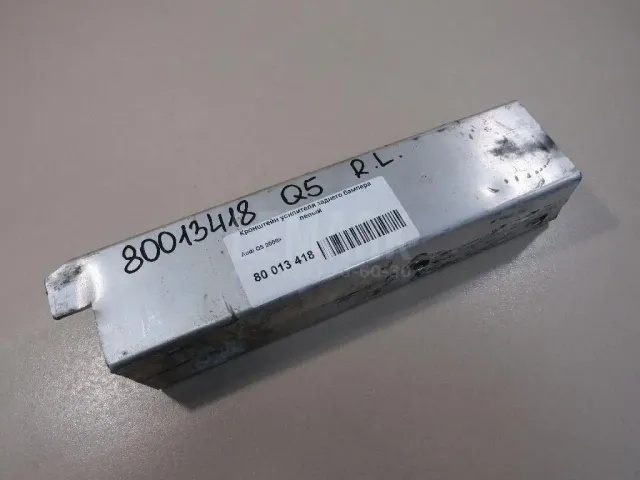 80013418 Q5 R.L.
Кронштейн усилителя заднего бампера
левый
Audi Q5 2008>
80 013 418